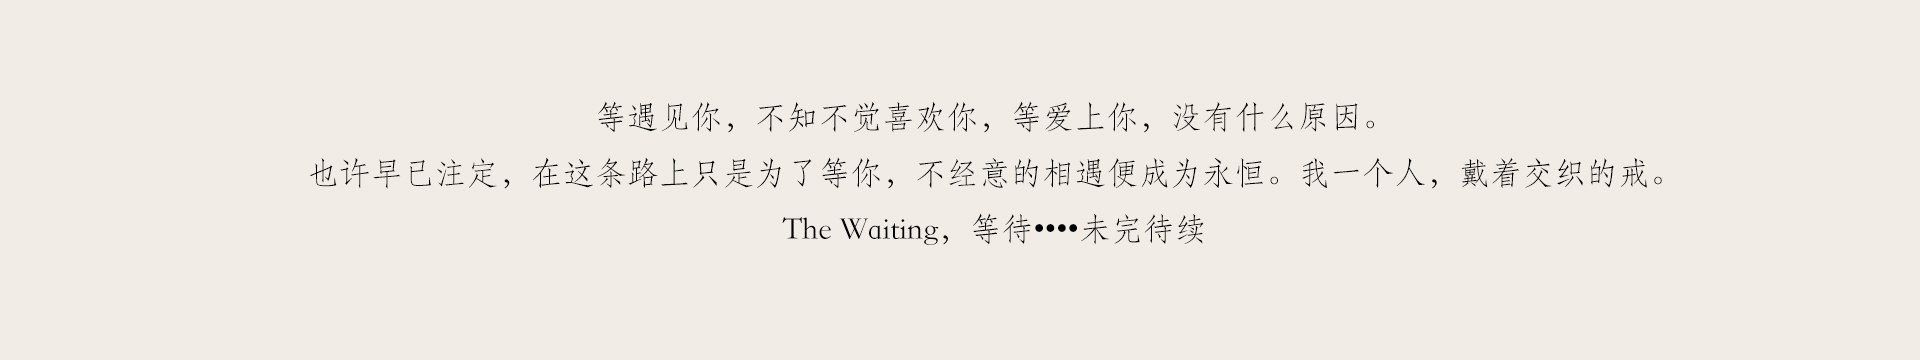 等遇见你，不知不觉喜欢你，等爱上你，没有什么原因。
也许早已注定，在这条路上只是为了等你，不经意的相遇便成为永恒。我一个人，戴着交织的戒。
The Waiting，等待••••未完待续